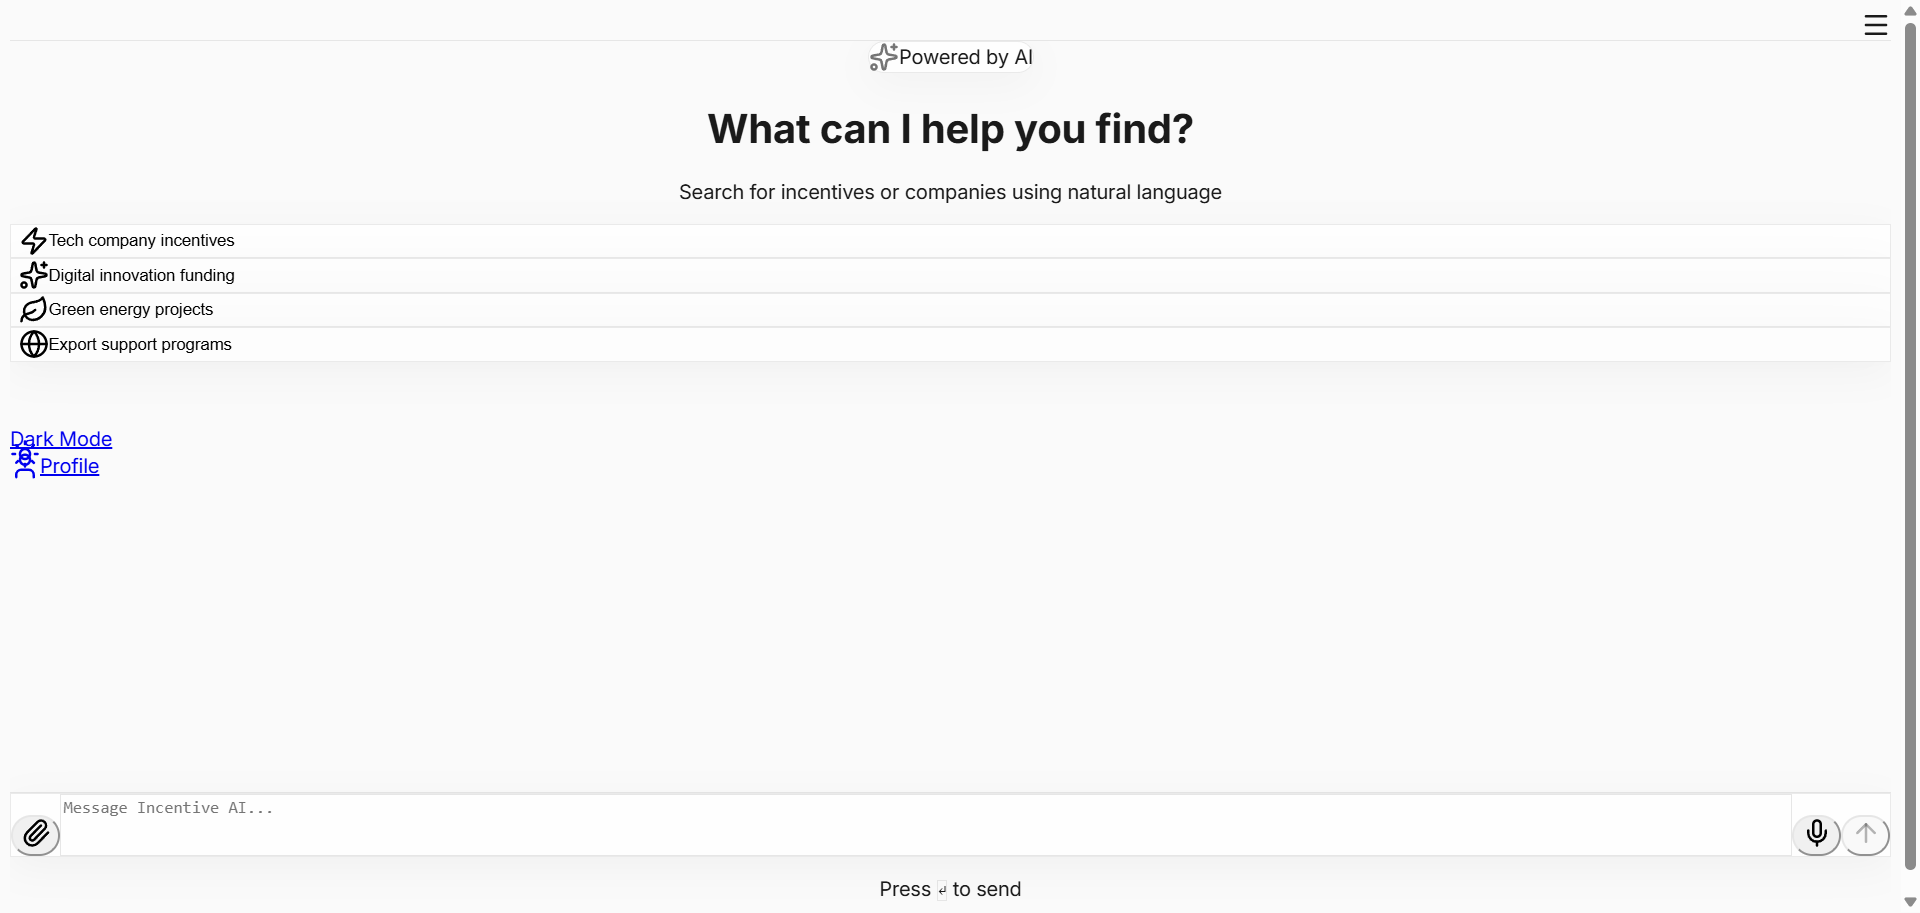 Powered by AI
What can I help you find?
Search for incentives or companies using natural language
Tech company incentives
Digital innovation funding
Green energy projects
Export support programs
Dark Mode
Profile
Message Incentive AI...
Press ↵ to send